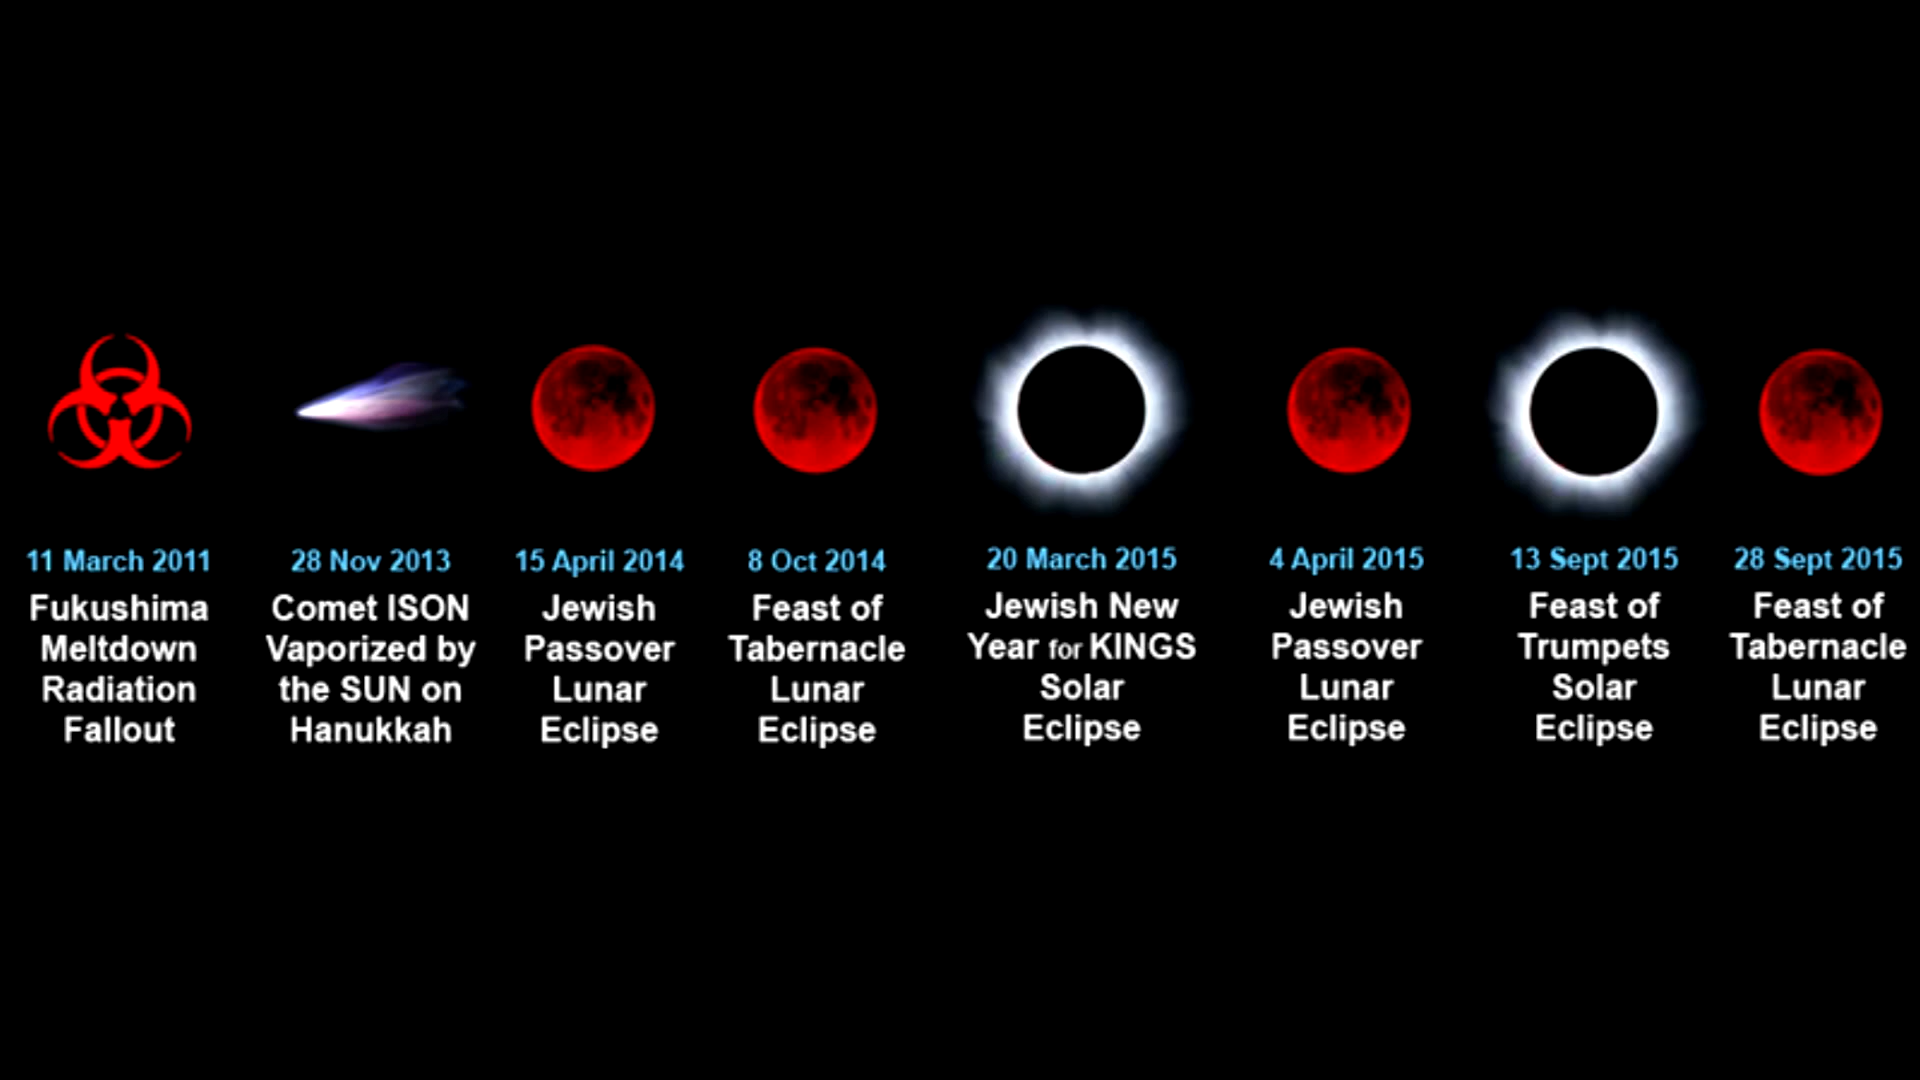 11 March 2011
Fukushima
Meltdown
Radiation
Fallout
28 Nov 2013
Comet ISON
Vaporized by
the SUN on
Hanukkah
15 April 2014
Jewish
Passover
Lunar
Eclipse
8 Oct 2014
Feast of
Tabernacle
Lunar
Eclipse
20 March 2015
Jewish New
Year for KINGS
Solar
Eclipse
4 April 2015
Jewish
Passover
Lunar
Eclipse
13 Sept 2015
Feast of
Trumpets
Solar
Eclipse
28 Sept 2015
Feast of
Tabernacle
Lunar
Eclipse